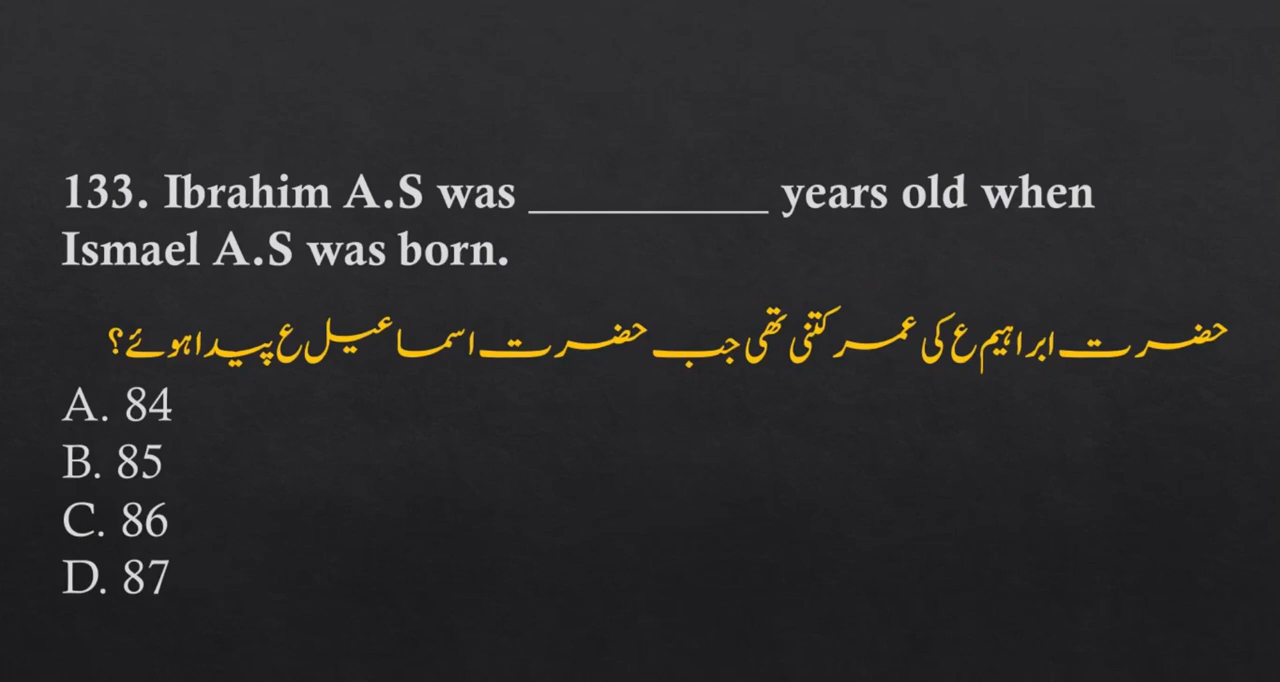 133. Ibrahim A.S was __________ years old when
Ismael A.S was born.
حضرت ابراہیم ع کی عمر کتنی تھی جب حضرت اسماعیل ع پیدا ہوئے؟
A. 84
B. 85
C. 86
D. 87